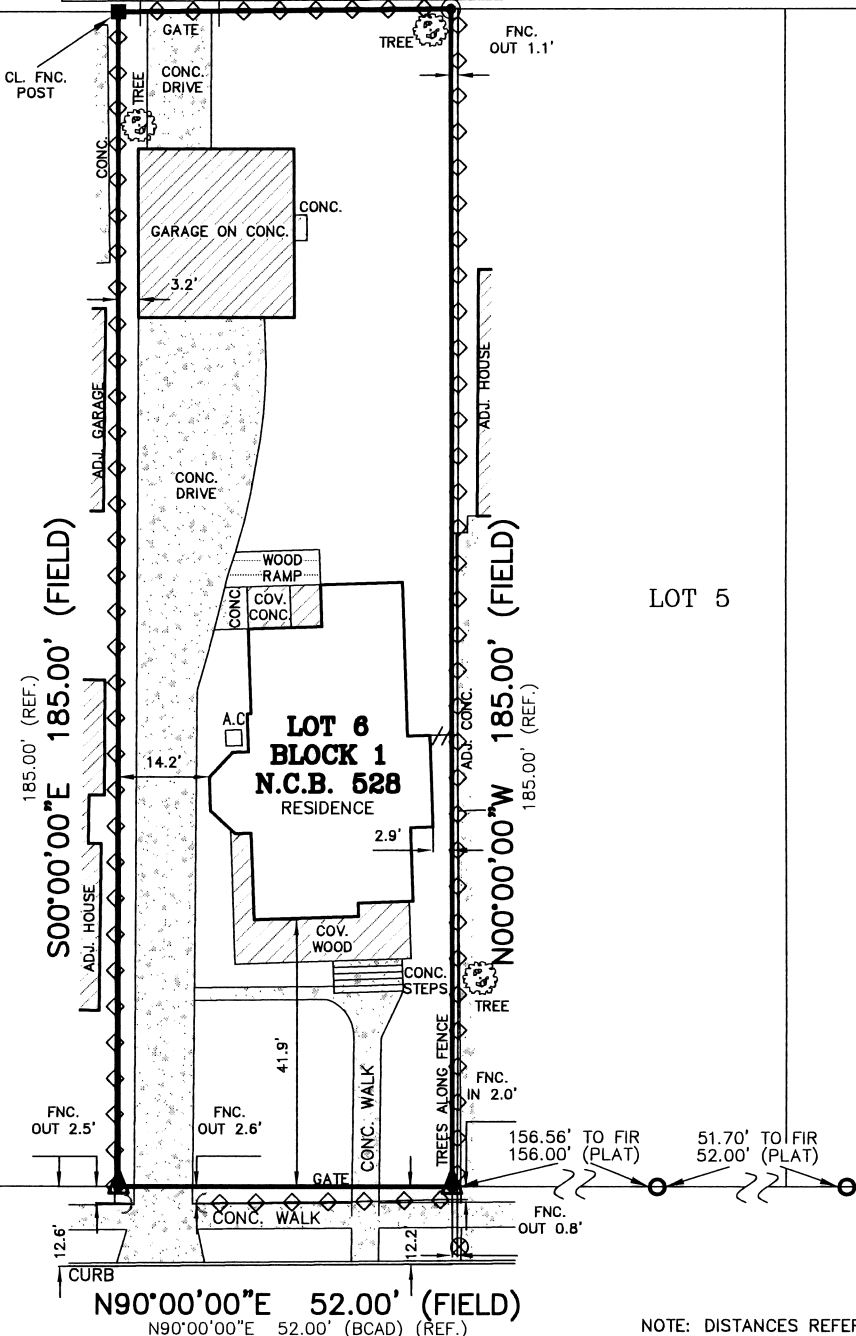 GATE
TREE
FNC.
OUT 1.1'
CL. FNC.
POST
CONC.
DRIVE
TREE
CONC.
CONC.
GARAGE ON CONC.
3.2'
ADJ. GARAGE
ADJ. HOUSE
CONC.
DRIVE
S00°00'00"E 185.00' (FIELD)
185.00' (REF.)
N00°00'00"W 185.00' (FIELD)
185.00' (REF.)
LOT 5
WOOD
RAMP
CONC.
COV.
CONC.
A.C
LOT 6
BLOCK 1
N.C.B. 528
RESIDENCE
14.2'
2.9'
ADJ. CONC.
ADJ. HOUSE
COV.
WOOD
CONC.
STEPS
TREE
41.9'
CONC. WALK
TREES ALONG FENCE
FNC.
IN 2.0'
FNC.
OUT 2.5'
FNC.
OUT 2.6'
156.56' TO FIR
156.00' (PLAT)
51.70' TO FIR
52.00' (PLAT)
GATE
CONC. WALK
FNC.
OUT 0.8'
12.6'
12.2'
CURB
N90°00'00"E 52.00' (FIELD)
N90°00'00"E 52.00' (BCAD) (REF.)
NOTE: DISTANCES REFER